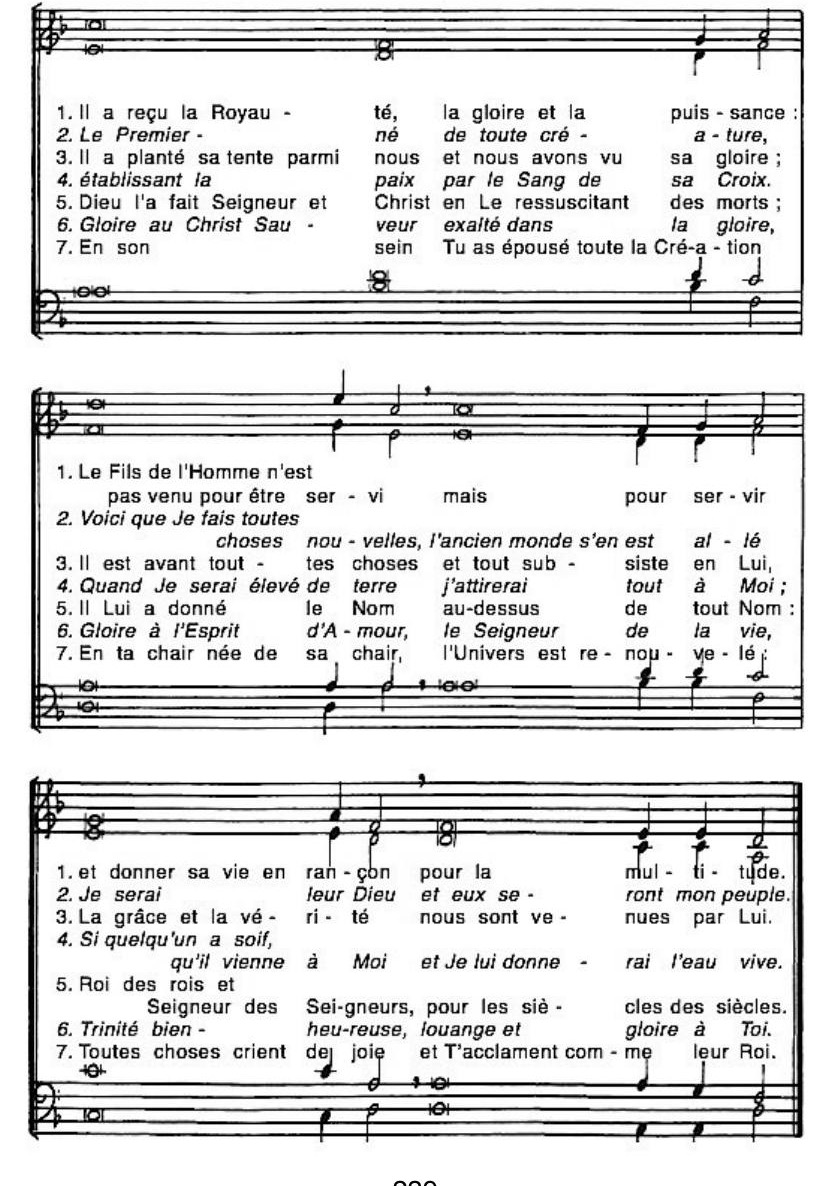 1. Il a reçu la Royau - té, la gloire et la puis - sance :
2. Le Premier - né de toute cré - a - ture,
3. Il a planté sa tente parmi nous et nous avons vu sa gloire ;
4. établissant la paix par le Sang de sa Croix.
5. Dieu l'a fait Seigneur et Christ en Le ressuscitant des morts ;
6. Gloire au Christ Sau - veur exalté dans la gloire,
7. En son sein Tu as épousé toute la Cré-a - tion
1. Le Fils de l'Homme n'est
pas venu pour être ser - vi mais pour ser - vir
2. Voici que Je fais toutes
choses nou - velles, l'ancien monde s'en est al - lé
3. Il est avant tout - tes choses et tout sub - siste en Lui,
4. Quand Je serai élevé de terre j'attirerai tout à Moi ;
5. Il Lui a donné le Nom au-dessus de tout Nom :
6. Gloire à l'Esprit d'A - mour, le Seigneur de la vie,
7. En ta chair née de sa chair, l'Univers est re - nou - ve - lé ;
1. et donner sa vie en ran - çon pour la mul - ti - tude.
2. Je serai leur Dieu et eux se - ront mon peuple.
3. La grâce et la vé - ri - té nous sont ve - nues par Lui.
4. Si quelqu'un a soif,
qu'il vienne à Moi et Je lui donne - rai l'eau vive.
5. Roi des rois et
Seigneur des Sei-gneurs, pour les siè - cles des siècles.
6. Trinité bien - heu-reuse, louange et gloire à Toi.
7. Toutes choses crient de joie et T'acclament com - me leur Roi.